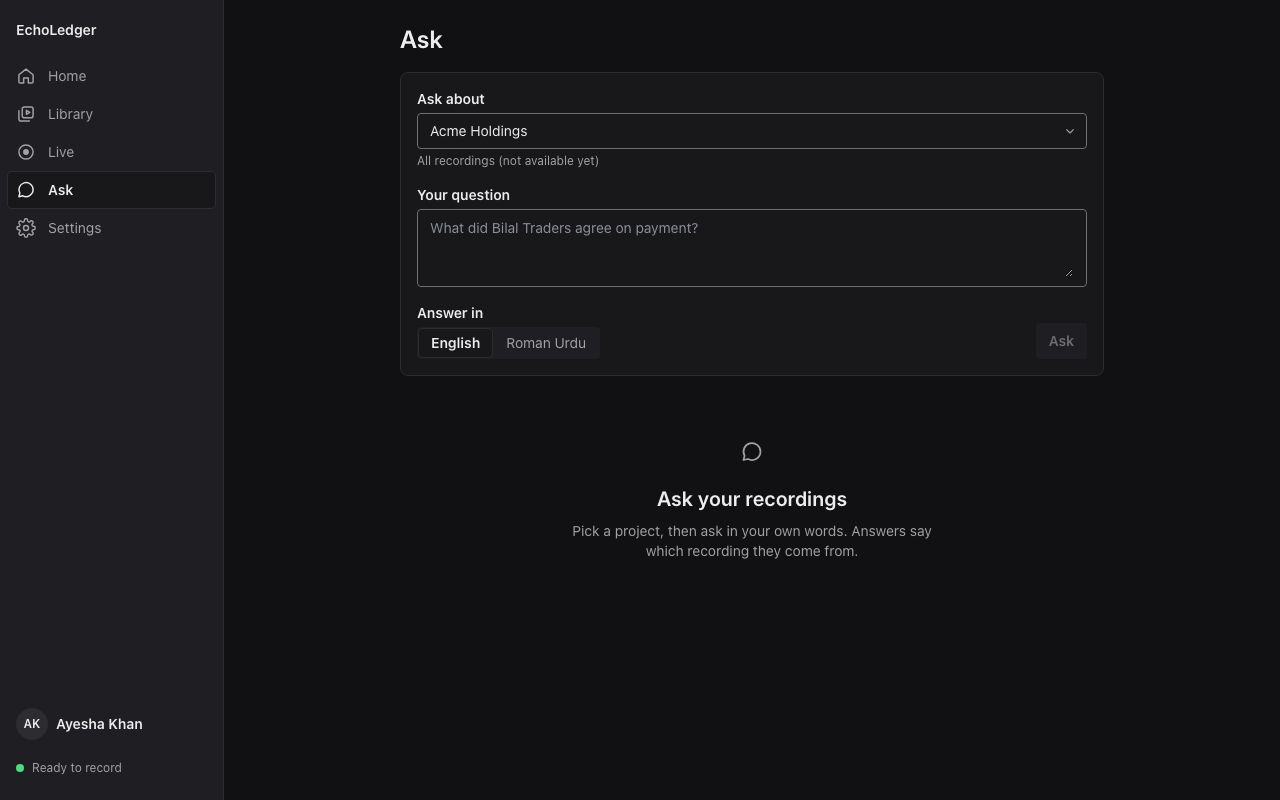 EchoLedger
Home
Library
Live
Ask
Settings
AK
Ayesha Khan
Ready to record
Ask
Ask about
Acme Holdings
All recordings (not available yet)
Your question
What did Bilal Traders agree on payment?
Answer in
English
Roman Urdu
Ask
Ask your recordings
Pick a project, then ask in your own words. Answers say
which recording they come from.